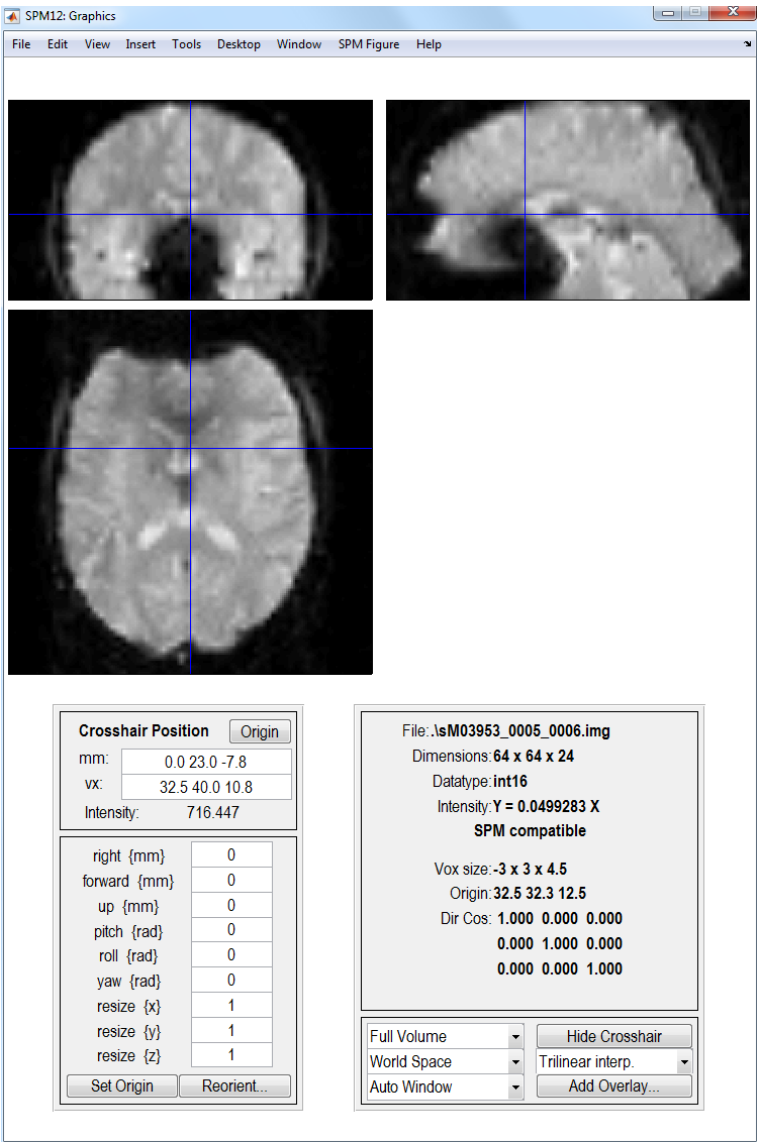 SPM12: Graphics
File Edit View Insert Tools Desktop Window SPM Figure Help
Crosshair Position Origin
mm: 0.0 23.0 -7.8
vx: 32.5 40.0 10.8
Intensity: 716.447
right {mm} 0
forward {mm} 0
up {mm} 0
pitch {rad} 0
roll {rad} 0
yaw {rad} 0
resize {x} 1
resize {y} 1
resize {z} 1
Set Origin Reorient...
File: .\sM03953_0005_0006.img
Dimensions: 64 x 64 x 24
Datatype: int16
Intensity: Y = 0.0499283 X
SPM compatible
Vox size: -3 x 3 x 4.5
Origin: 32.5 32.3 12.5
Dir Cos: 1.000 0.000 0.000
0.000 1.000 0.000
0.000 0.000 1.000
Full Volume Hide Crosshair
World Space Trilinear interp.
Auto Window Add Overlay...